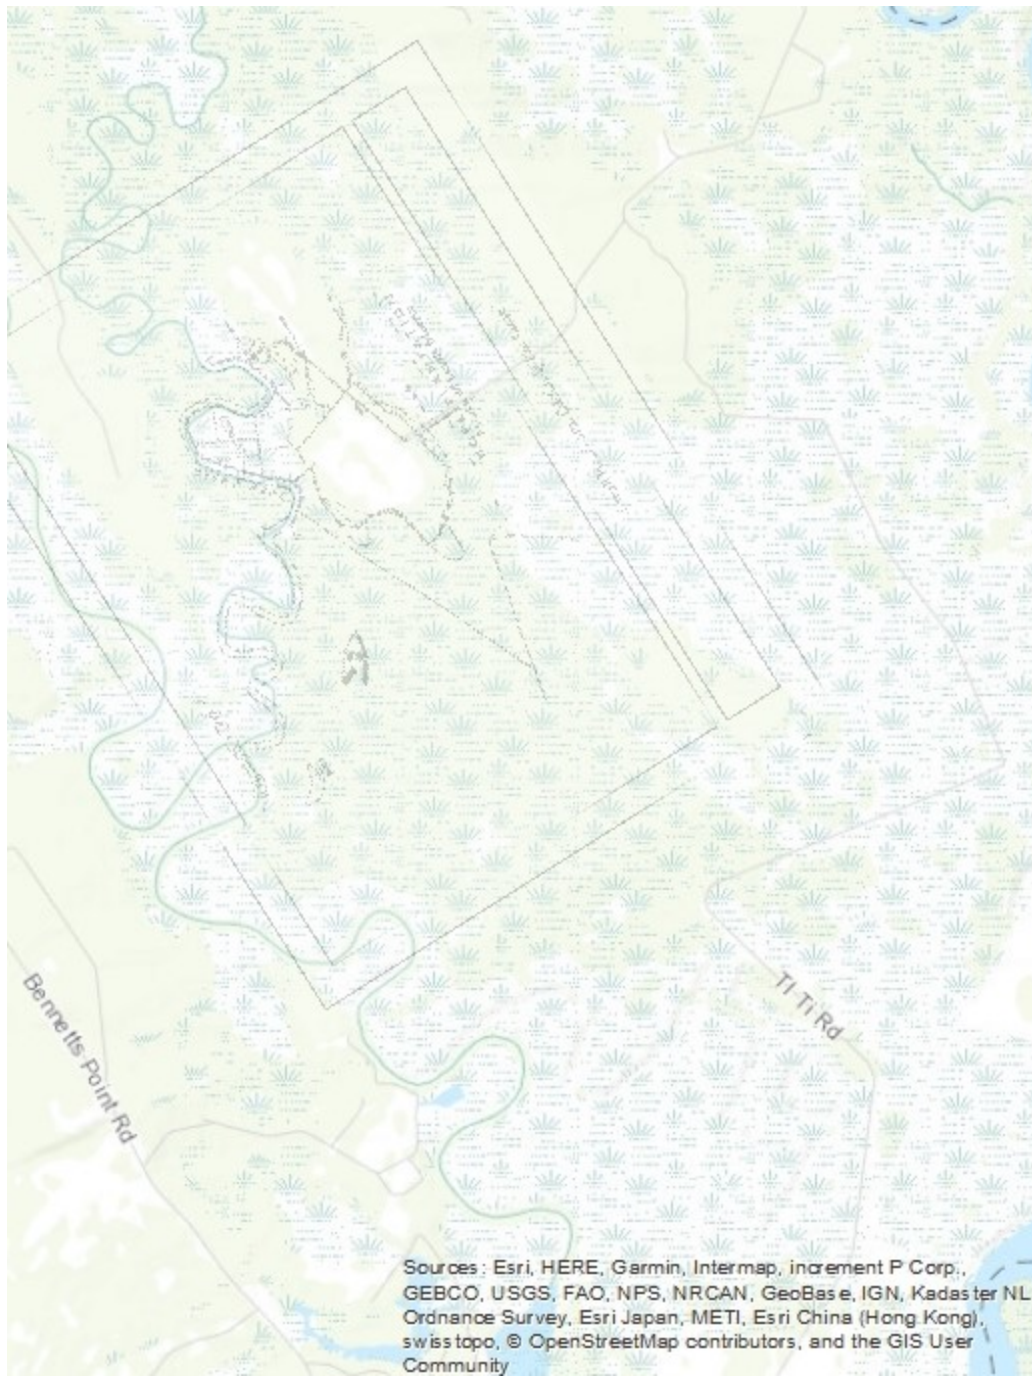 Bennetts Point Rd
Ti Ti Rd
Sources: Esri, HERE, Garmin, Intermap, increment P Corp.,
GEBCO, USGS, FAO, NPS, NRCAN, GeoBase, IGN, Kadaster NL,
Ordnance Survey, Esri Japan, METI, Esri China (Hong Kong),
swisstopo, © OpenStreetMap contributors, and the GIS User
Community